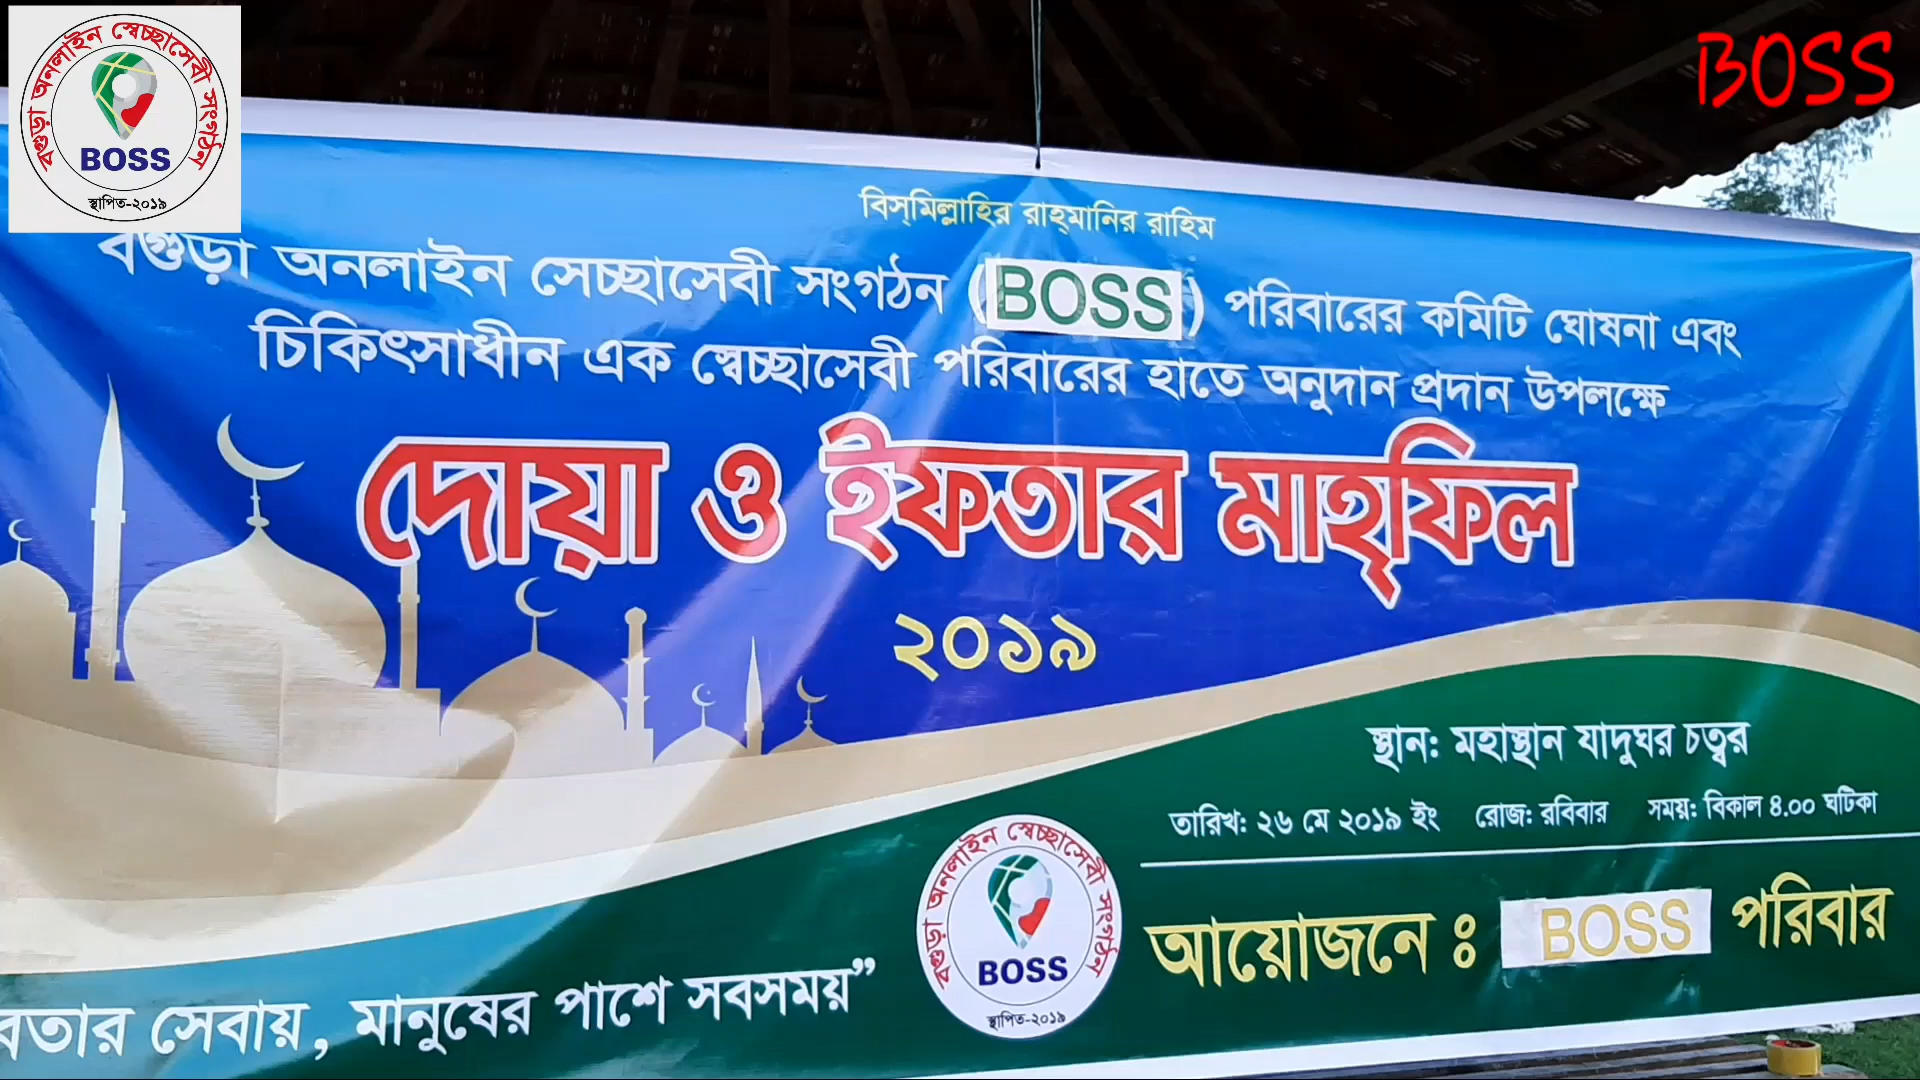 বগুড়া অনলাইন স্বেচ্ছাসেবী সংগঠন
BOSS
স্থাপিত-২০১৯
BOSS
বিস্‌মিল্লাহির রাহ্‌মানির রাহিম
বগুড়া অনলাইন সেচ্ছাসেবী সংগঠন (BOSS) পরিবারের কমিটি ঘোষনা এবং
চিকিৎসাধীন এক স্বেচ্ছাসেবী পরিবারের হাতে অনুদান প্রদান উপলক্ষে
দোয়া ও ইফতার মাহ্‌ফিল
২০১৯
স্থান: মহাস্থান যাদুঘর চত্বর
তারিখ: ২৬ মে ২০১৯ ইং রোজ: রবিবার সময়: বিকাল ৪.০০ ঘটিকা
বগুড়া অনলাইন স্বেচ্ছাসেবী সংগঠন
BOSS
স্থাপিত-২০১৯
আয়োজনে ঃ BOSS পরিবার
সেবায়, মানুষের পাশে সবসময়”